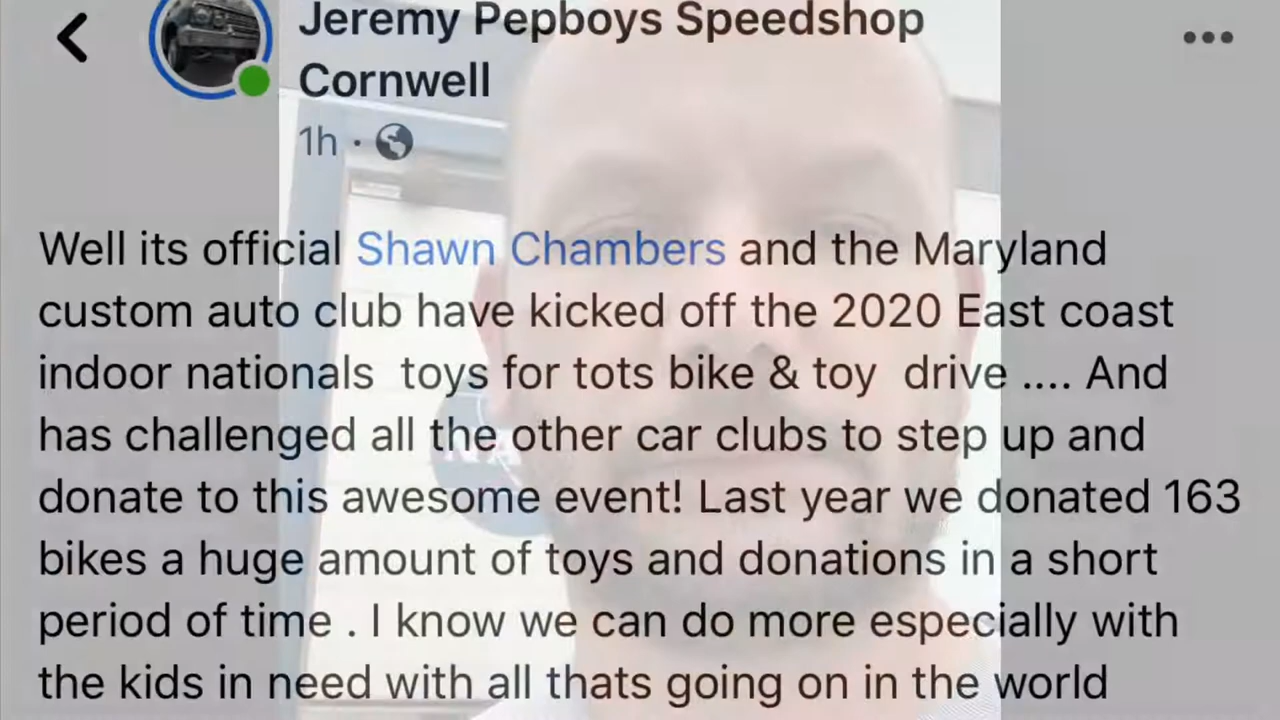 Jeremy Pepboys Speedshop
Cornwell
1h ·
Well its official Shawn Chambers and the Maryland
custom auto club have kicked off the 2020 East coast
indoor nationals  toys for tots bike & toy  drive .... And
has challenged all the other car clubs to step up and
donate to this awesome event! Last year we donated 163
bikes a huge amount of toys and donations in a short
period of time . I know we can do more especially with
the kids in need with all thats going on in the world